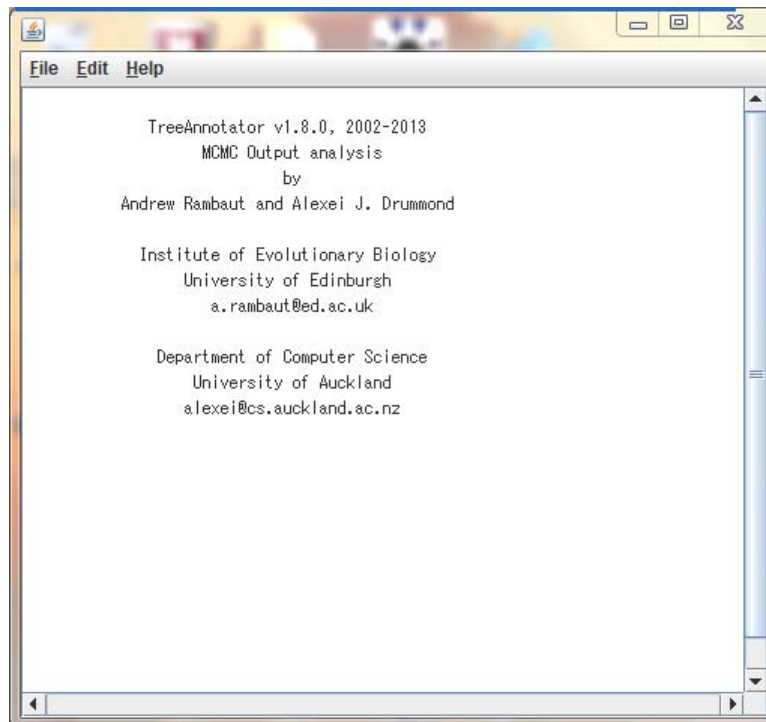 File Edit Help
TreeAnnotator v1.8.0, 2002-2013
MCMC Output analysis
by
Andrew Rambaut and Alexei J. Drummond
Institute of Evolutionary Biology
University of Edinburgh
a.rambaut@ed.ac.uk
Department of Computer Science
University of Auckland
alexei@cs.auckland.ac.nz